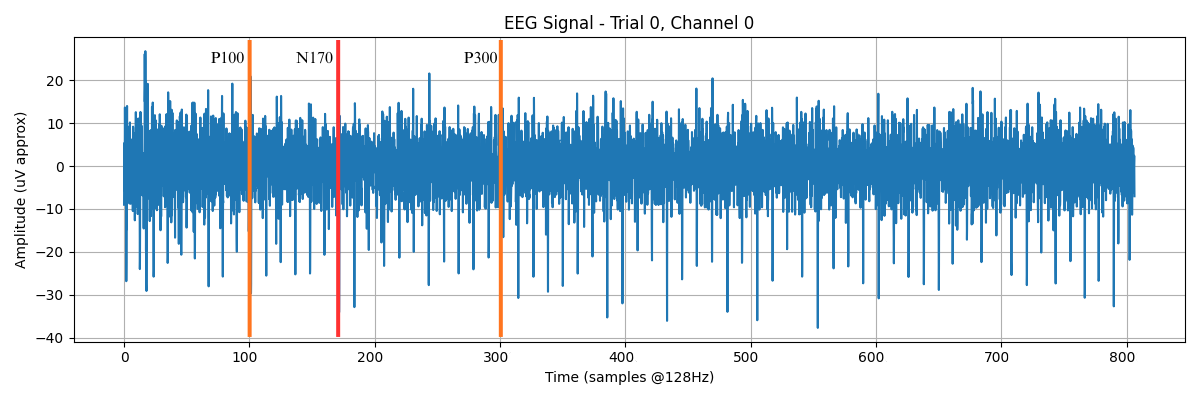 EEG Signal - Trial 0, Channel 0
P100 N170 P300
20
10
0
−10
−20
−30
−40
Amplitude (uV approx)
0 100 200 300 400 500 600 700 800
Time (samples @128Hz)